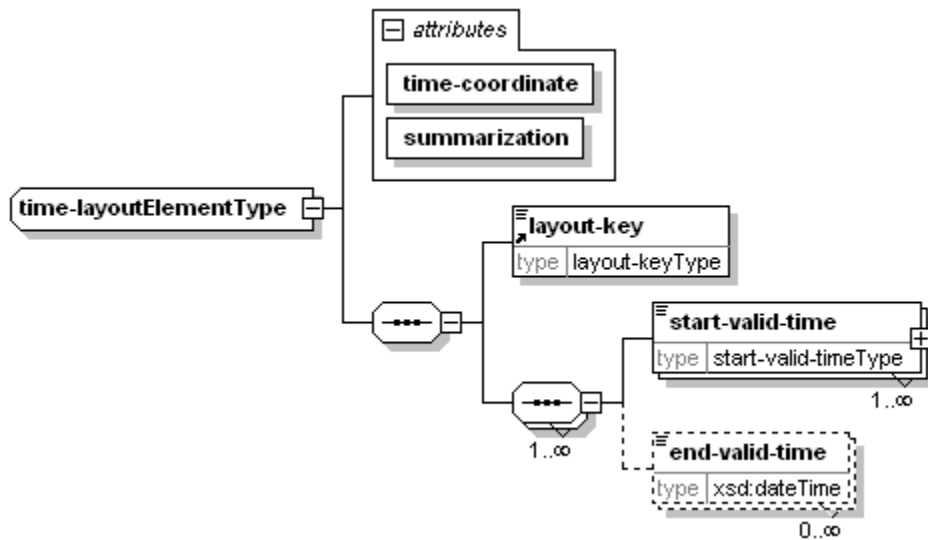 attributes
time-coordinate
summarization
time-layoutElementType
layout-key
type layout-keyType
start-valid-time
type start-valid-timeType
1..∞
1..∞
end-valid-time
type xsd:dateTime
0..∞